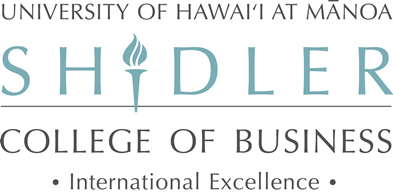 UNIVERSITY OF HAWAIʻI AT MĀNOA
SHIDLER
COLLEGE OF BUSINESS
• International Excellence •